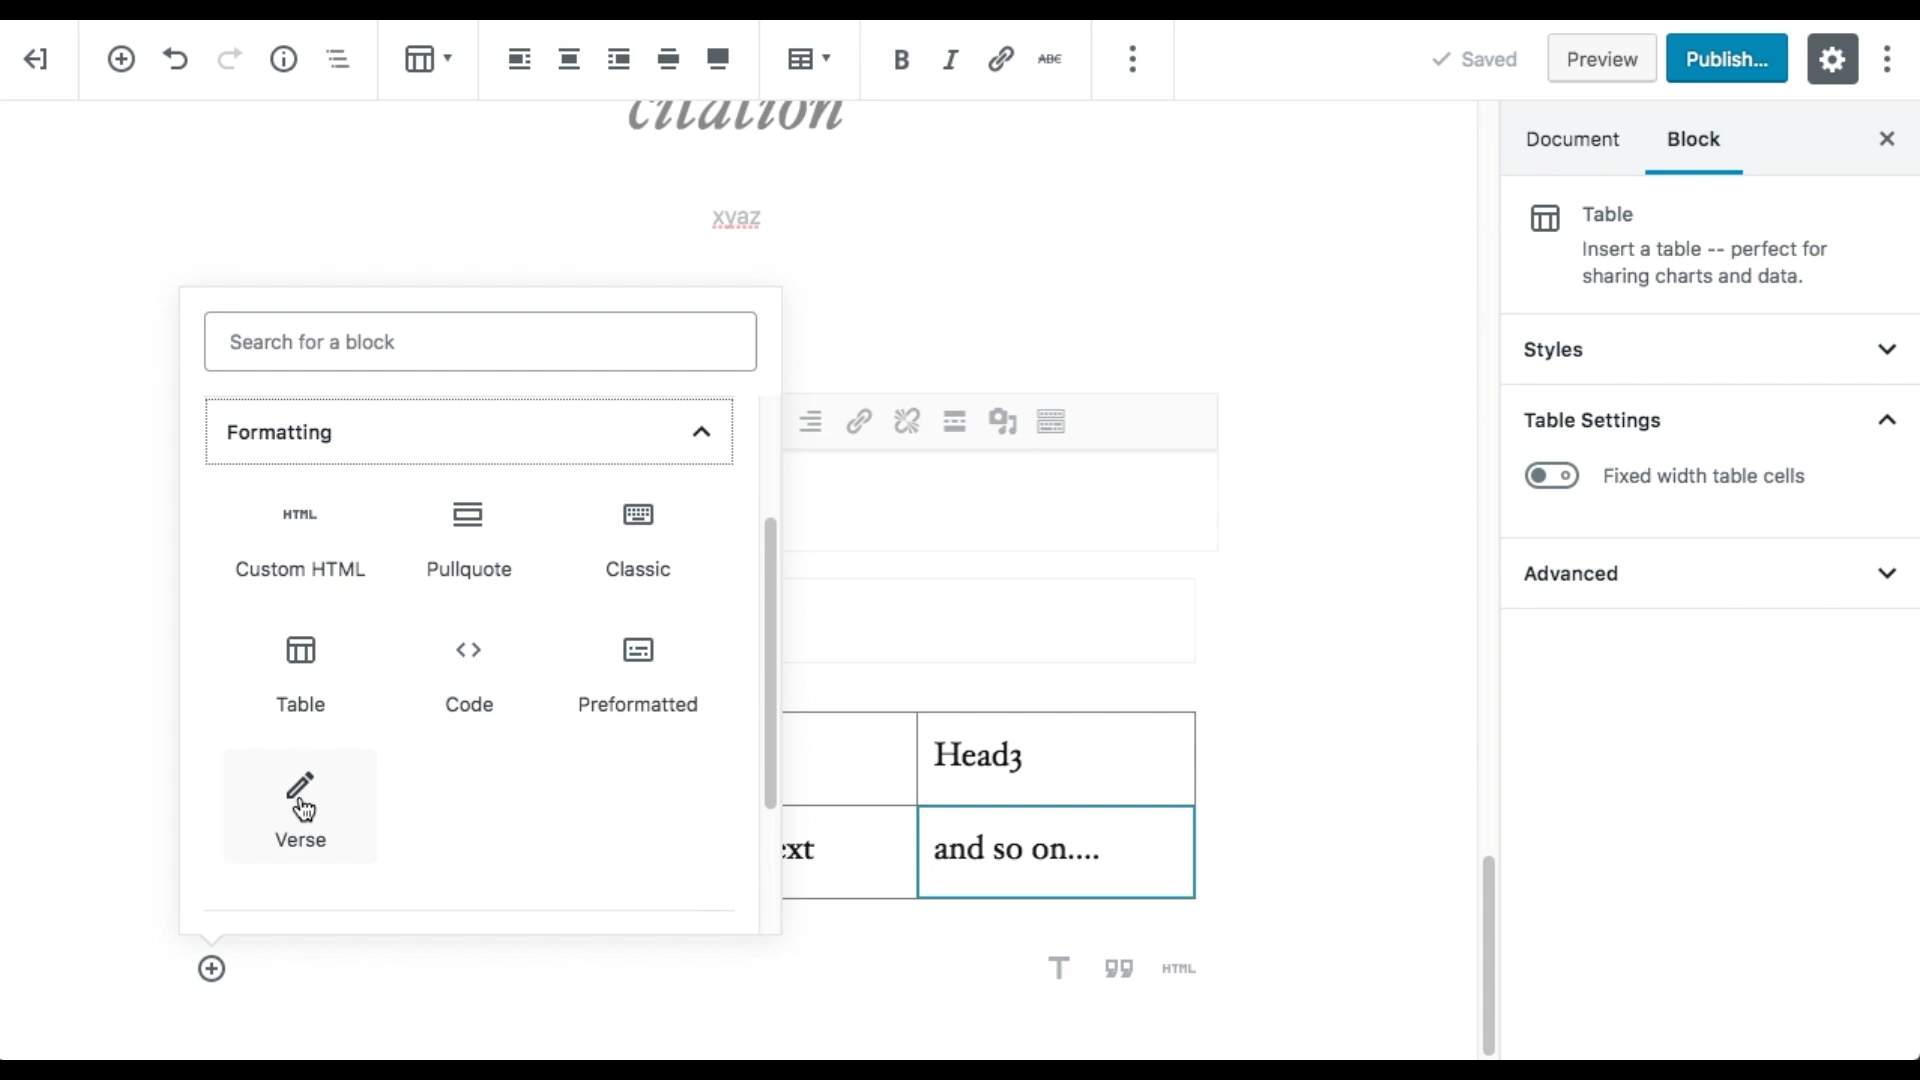 B I ABC
Saved Preview Publish...
citation
Document Block
xyaz
Table
Insert a table -- perfect for
sharing charts and data.
Search for a block
Styles
Formatting
Table Settings
Fixed width table cells
HTML
Custom HTML Pullquote Classic
Advanced
Table Code Preformatted
Head3
Verse
and so on....
T HTML